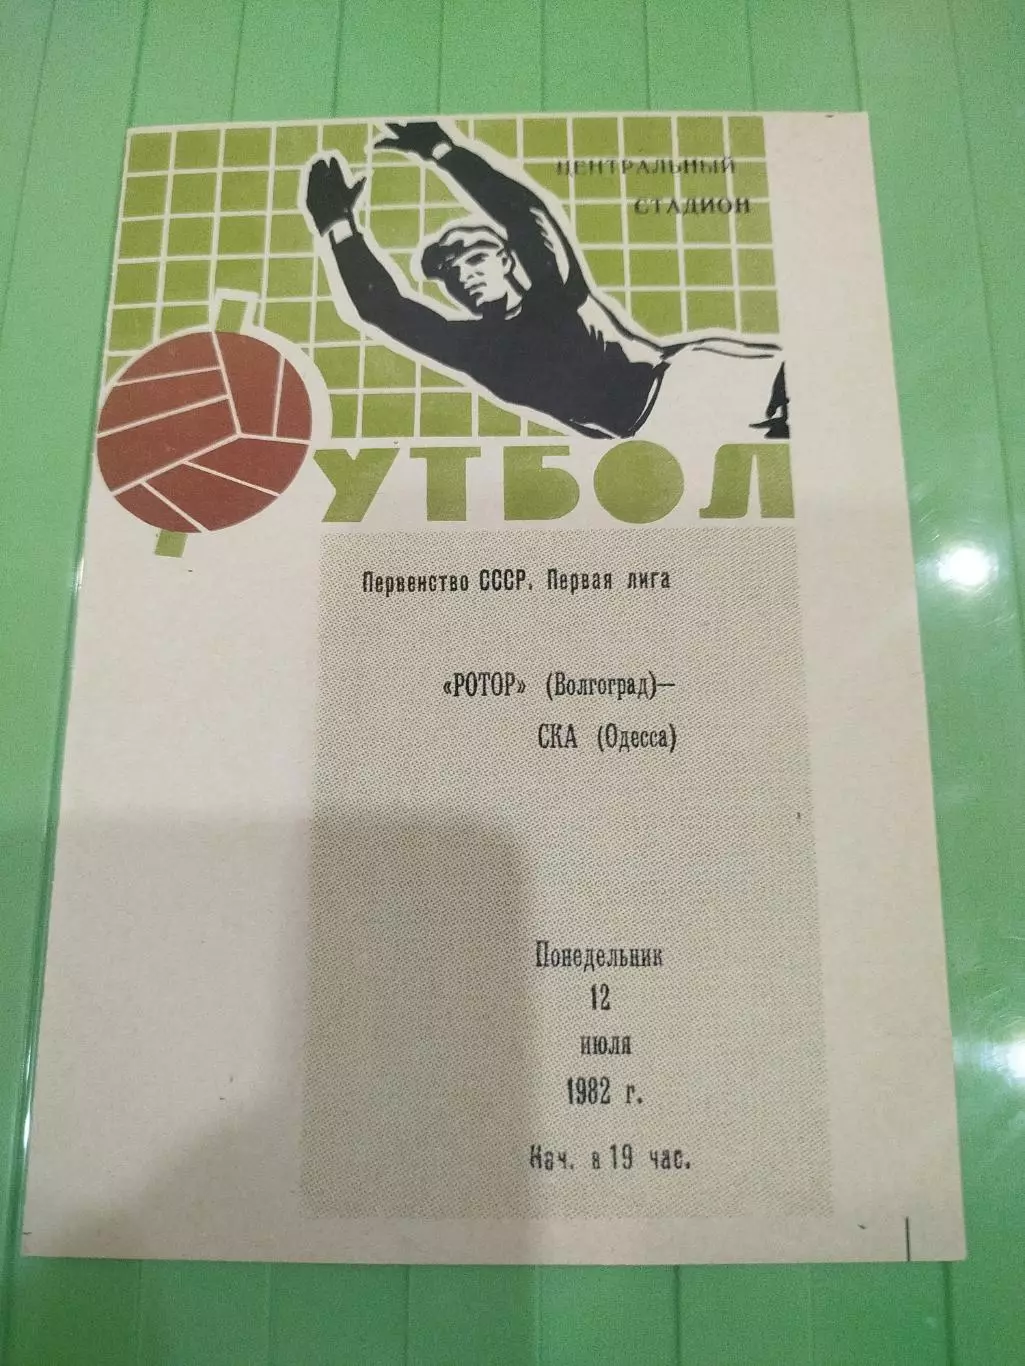 ЦЕНТРАЛЬНЫЙ
СТАДИОН
ФУТБОЛ
Первенство СССР. Первая лига
«РОТОР» (Волгоград)—
СКА (Одесса)
Понедельник
12
июля
1982 г.
Нач. в 19 час.